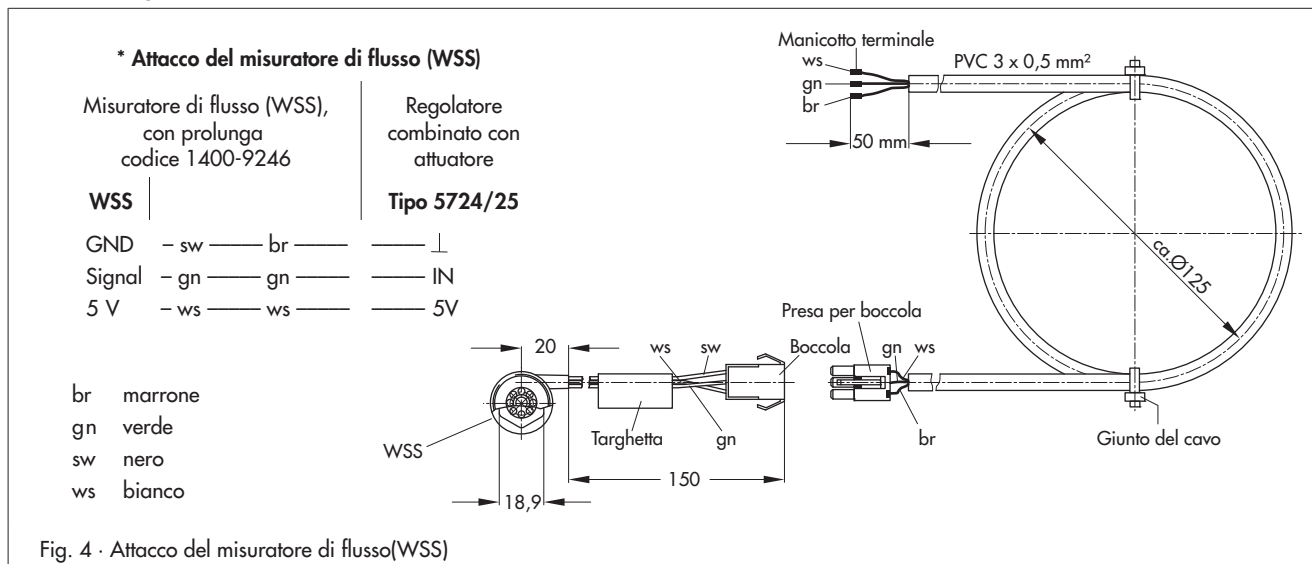 * Attacco del misuratore di flusso (WSS)
Misuratore di flusso (WSS),
con prolunga
codice 1400-9246
Regolatore
combinato con
attuatore
WSS
Tipo 5724/25
GND – sw ——— br ——— ——— ⊥
Signal – gn ——— gn ——— ——— IN
5 V – ws ——— ws ——— ——— 5V
br marrone
gn verde
sw nero
ws bianco
Manicotto terminale
ws
gn
br
PVC 3 x 0,5 mm²
50 mm
ca.Ø125
Presa per boccola
gn
ws
br
Giunto del cavo
20
ws
sw
Boccola
WSS
Targhetta
gn
150
18,9
Fig. 4 · Attacco del misuratore di flusso(WSS)